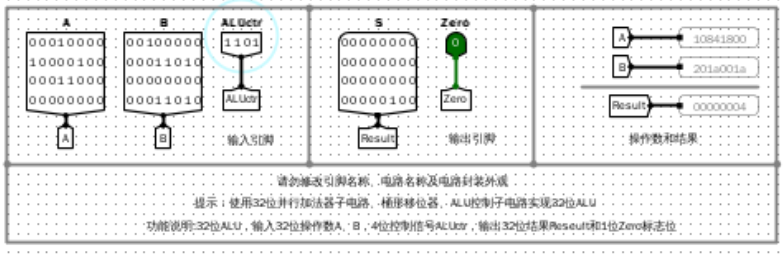 A
B
ALUctr
S
Zero
00010000
10000100
00011000
00000000
00100000
00011010
00000000
00011010
1101
00000000
00000000
00000000
00000100
0
A
B
ALUctr
Result
Zero
输入引脚
输出引脚
A
10841800
B
201a001a
Result
00000004
操作数和结果
请勿修改引脚名称、电路名称及电路封装外观
提示：使用32位并行加法器子电路、桶形移位器、ALU控制子电路实现32位ALU
功能说明:32位ALU，输入32位操作数A、B，4位控制信号ALUctr，输出32位结果Reseult和1位Zero标志位